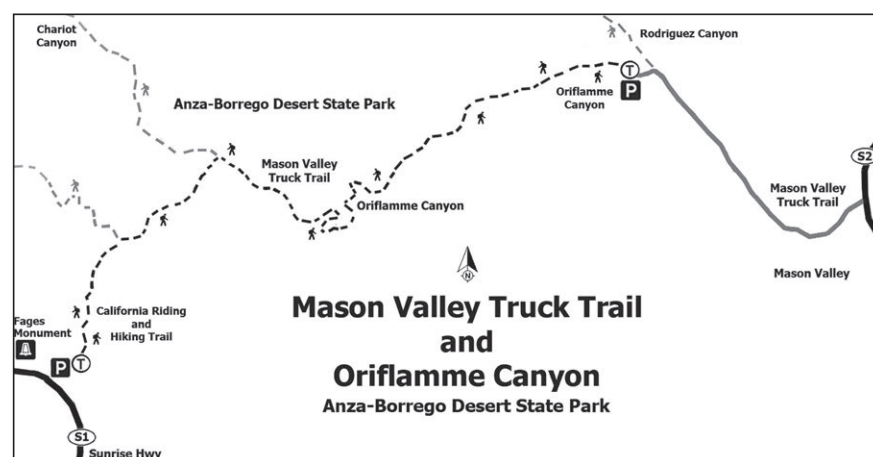 Chariot
Canyon
Rodriguez Canyon
T
P
Oriflamme
Canyon
Anza-Borrego Desert State Park
S2
Mason Valley
Truck Trail
Mason Valley
Truck Trail
Oriflamme Canyon
N
Mason Valley
California Riding
and
Hiking Trail
Fages
Monument
P
T
Mason Valley Truck Trail
and
Oriflamme Canyon
Anza-Borrego Desert State Park
S1
Sunrise Hwy